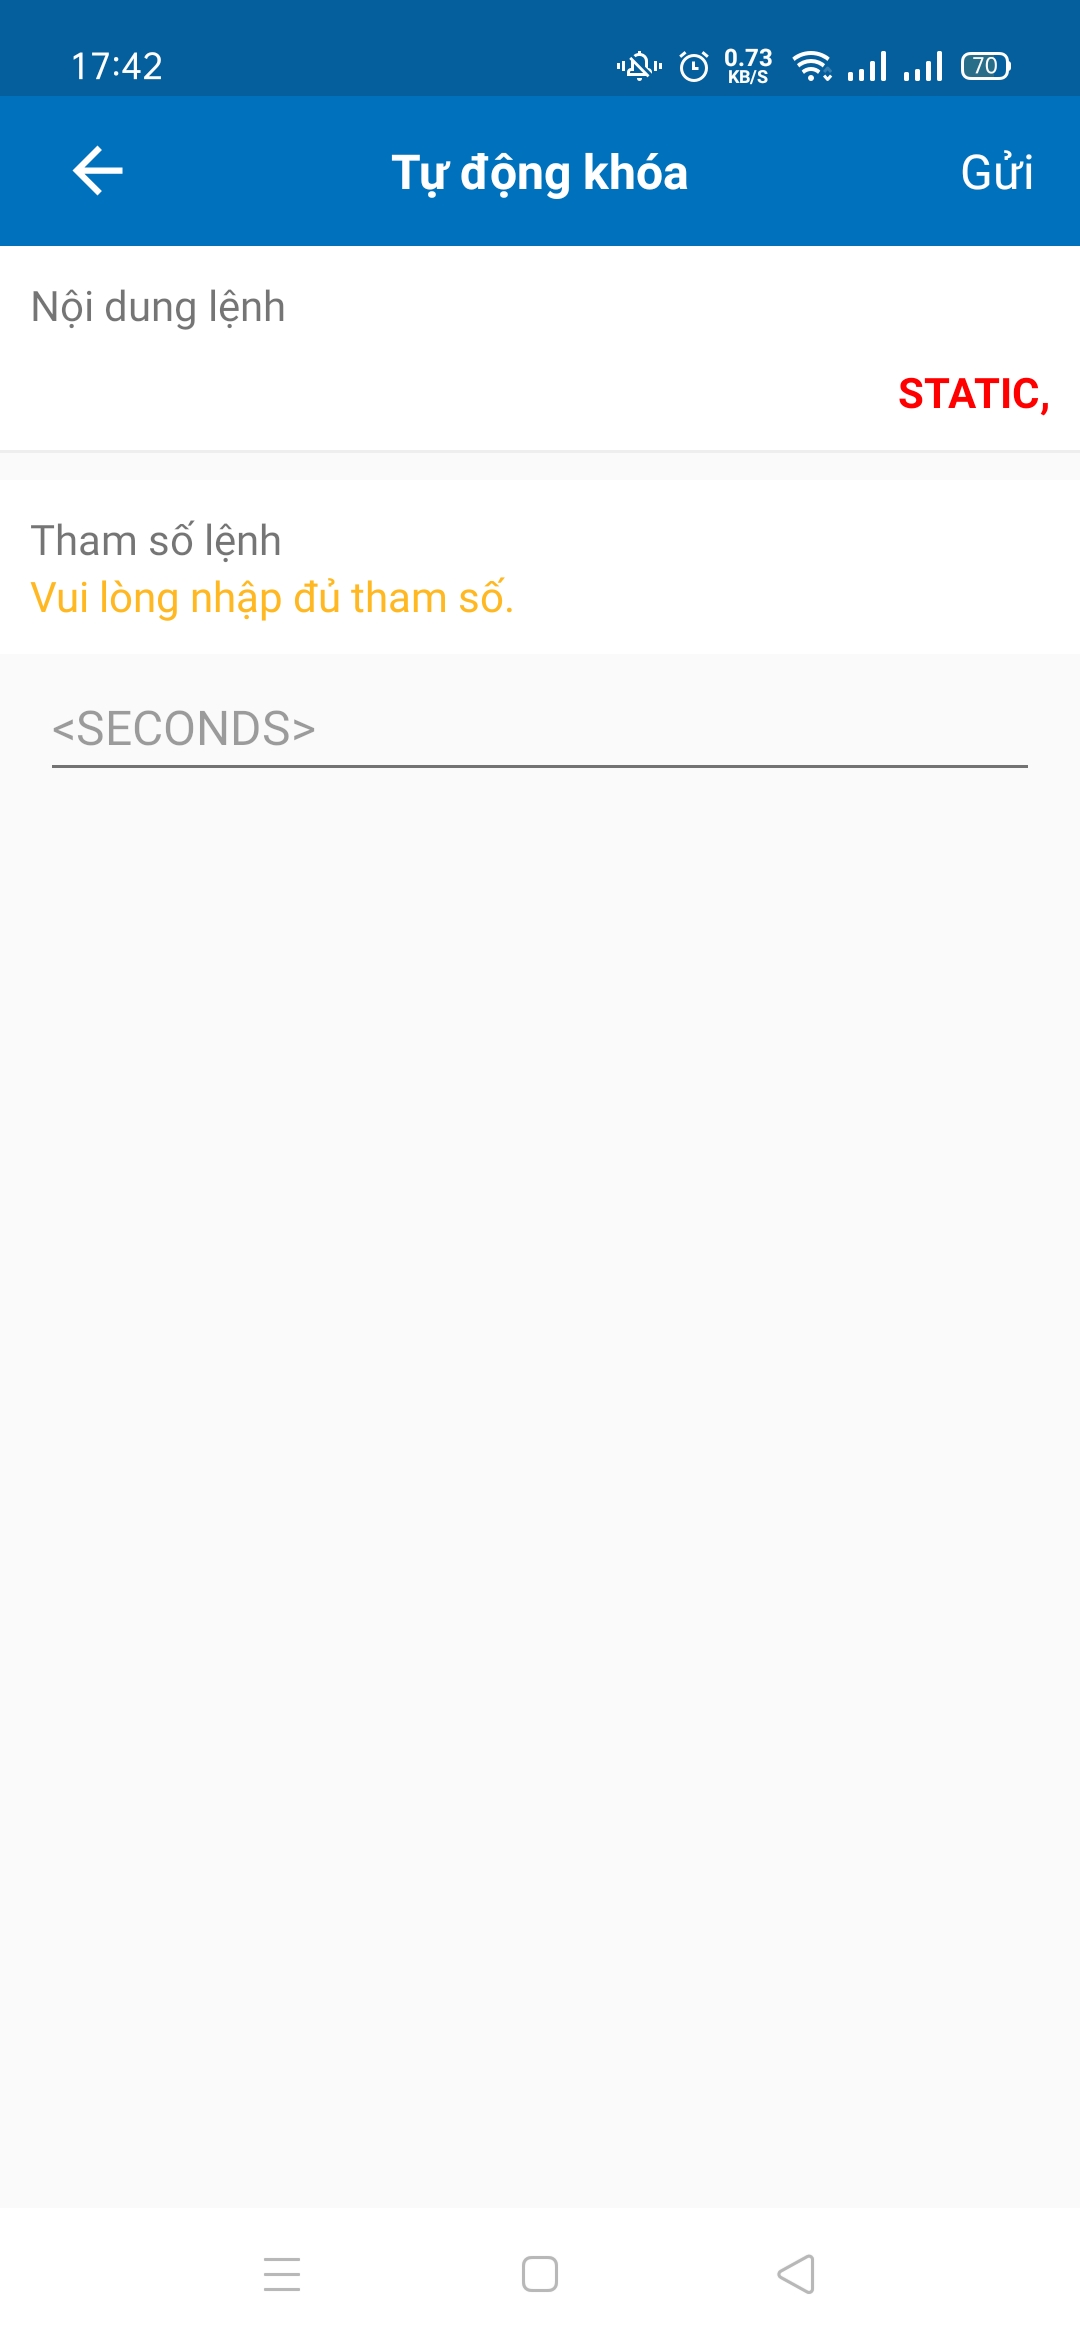 17:42
0.73
KB/S
70
Tự động khóa
Gửi
Nội dung lệnh
STATIC,
Tham số lệnh
Vui lòng nhập đủ tham số.
<SECONDS>